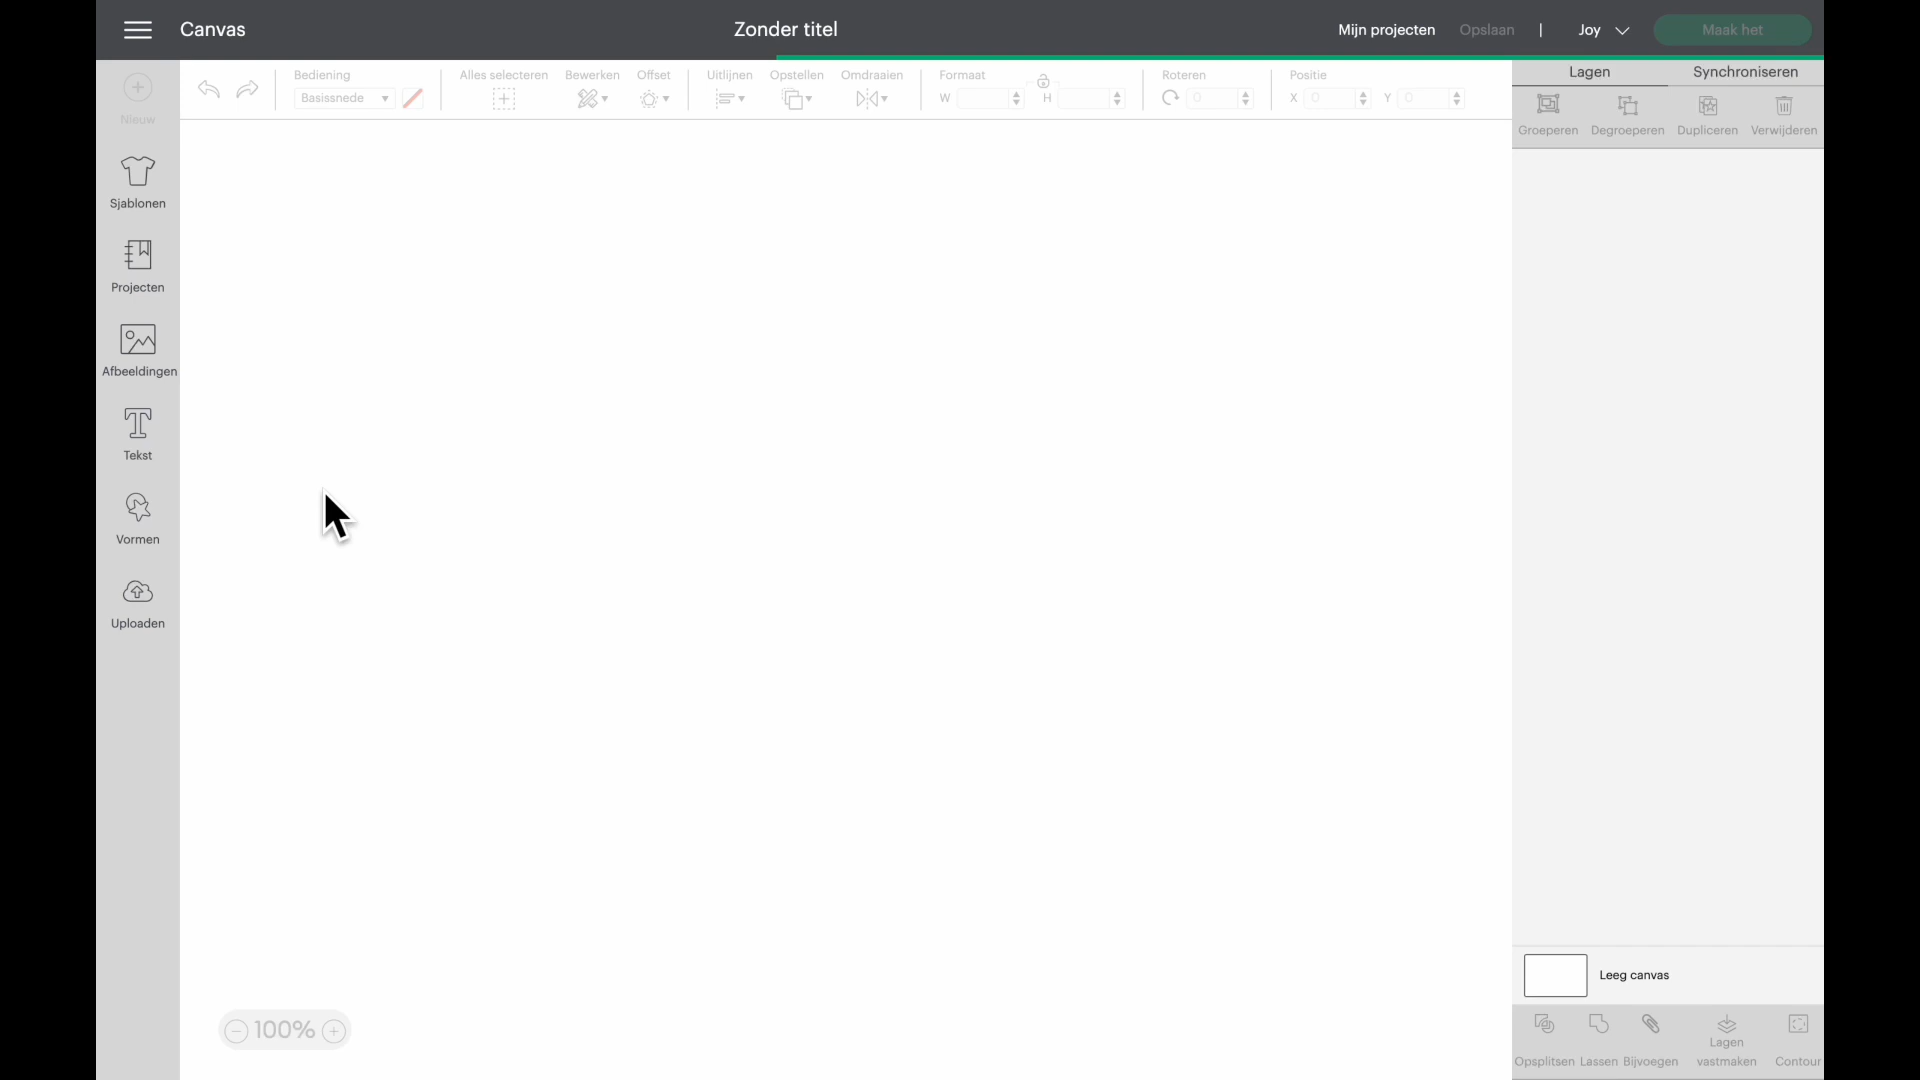 Canvas
Zonder titel
Mijn projecten
Opslaan
|
Joy
Maak het
Nieuw
Sjablonen
Projecten
Afbeeldingen
Tekst
Vormen
Uploaden
Bediening
Basissnede
Alles selecteren
Bewerken
Offset
Uitlijnen
Opstellen
Omdraaien
Formaat
W
H
Roteren
0
Positie
X 0
Y 0
Lagen
Synchroniseren
Groeperen
Degroeperen
Dupliceren
Verwijderen
100%
Leeg canvas
Opsplitsen
Lassen
Bijvoegen
Lagen
vastmaken
Contour